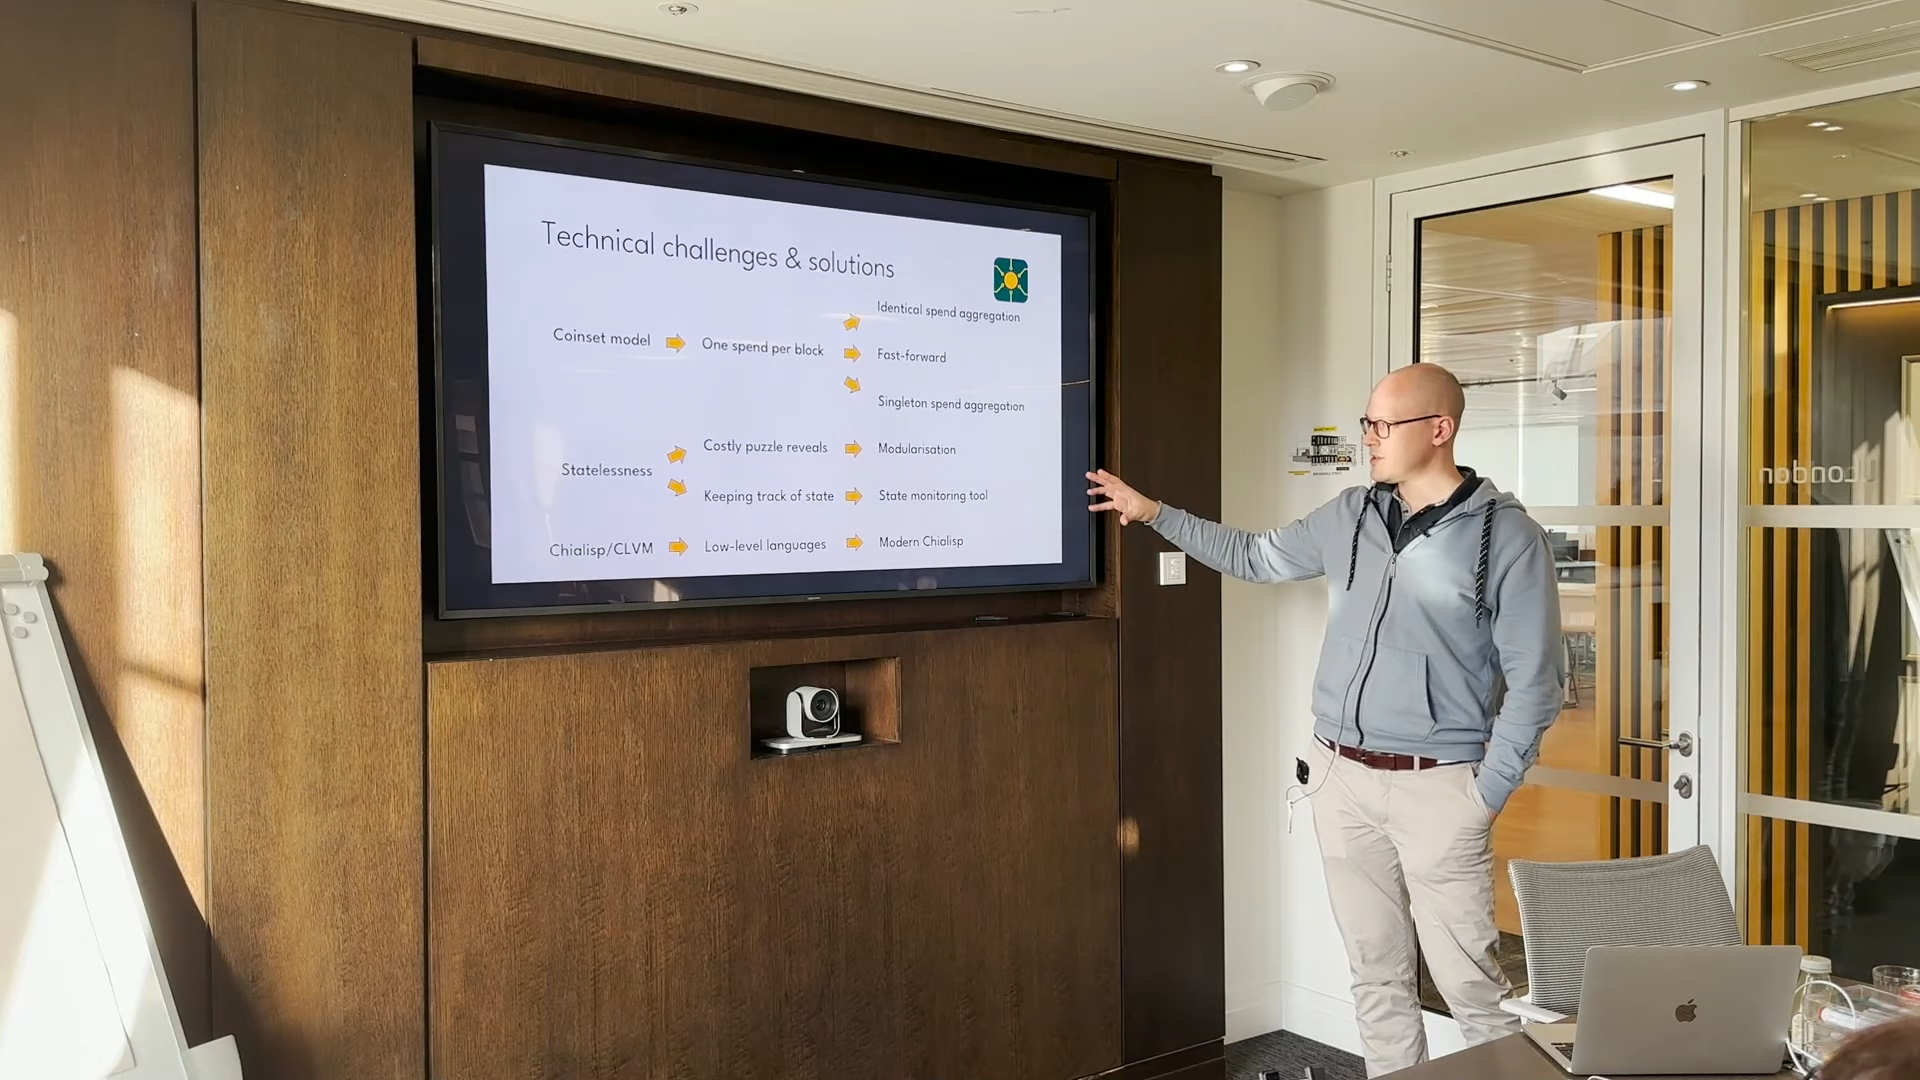 Technical challenges & solutions
Coinset model
One spend per block
Identical spend aggregation
Fast-forward
Singleton spend aggregation
Statelessness
Costly puzzle reveals
Modularisation
Keeping track of state
State monitoring tool
Chialisp/CLVM
Low-level languages
Modern Chialisp
London